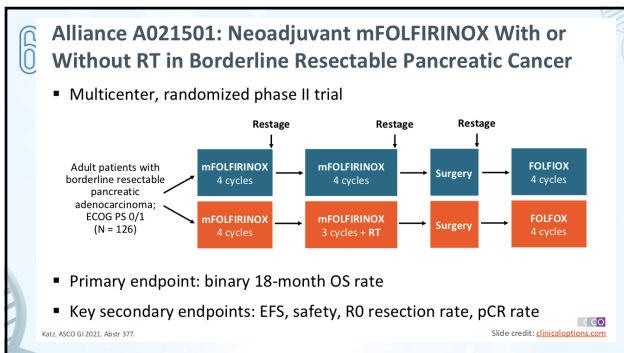 6
Alliance A021501: Neoadjuvant mFOLFIRINOX With or
Without RT in Borderline Resectable Pancreatic Cancer
▪ Multicenter, randomized phase II trial
Restage
Restage
Restage
Adult patients with
borderline resectable
pancreatic
adenocarcinoma;
ECOG PS 0/1
(N = 126)
mFOLFIRINOX
4 cycles
mFOLFIRINOX
4 cycles
Surgery
FOLFIOX
4 cycles
mFOLFIRINOX
4 cycles
mFOLFIRINOX
3 cycles + RT
Surgery
FOLFOX
4 cycles
▪ Primary endpoint: binary 18-month OS rate
▪ Key secondary endpoints: EFS, safety, R0 resection rate, pCR rate
Katz. ASCO GI 2021. Abstr 377.
CCO
Slide credit: clinicaloptions.com